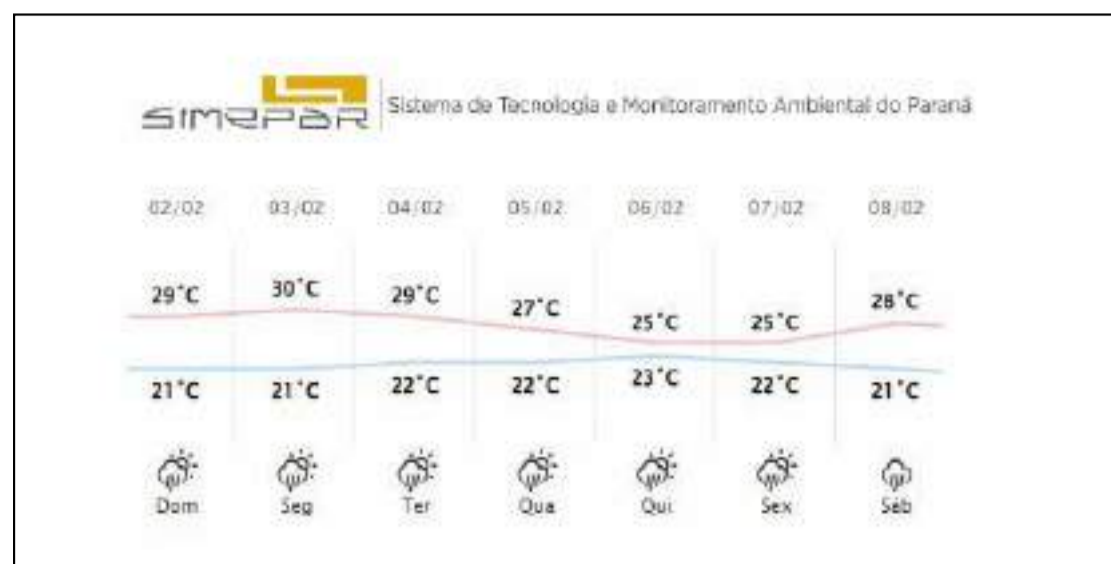 SIMEPAR
Sistema de Tecnologia e Monitoramento Ambiental do Paraná
02/02 03/02 04/02 05/02 06/02 07/02 08/02
29°C 30°C 29°C 27°C 25°C 25°C 28°C
21°C 21°C 22°C 22°C 23°C 22°C 21°C
Dom Seg Ter Qua Qui Sex Sáb